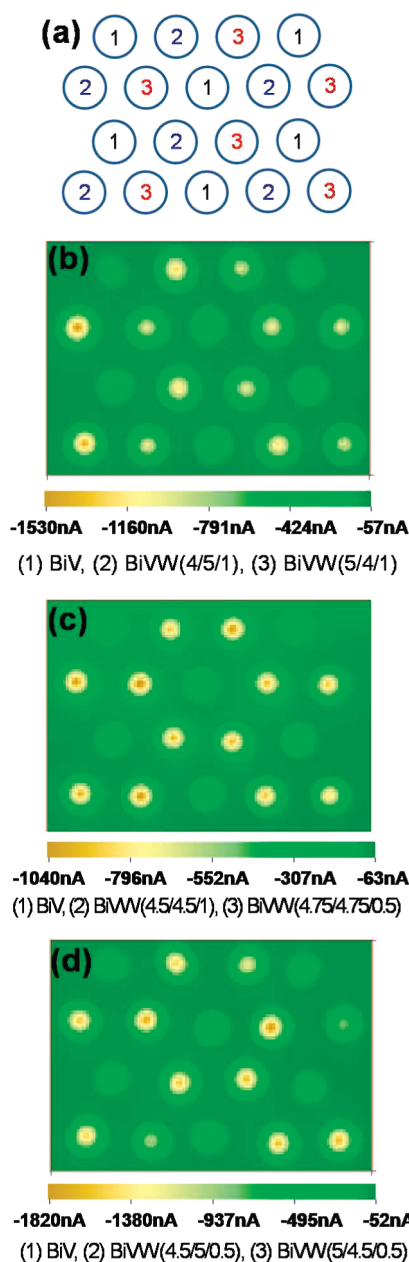 (a) 1 2 3 1
2 3 1 2 3
1 2 3 1
2 3 1 2 3
(b)
-1530nA -1160nA -791nA -424nA -57nA
(1) BiV, (2) BiVW(4/5/1), (3) BiVW(5/4/1)
(c)
-1040nA -796nA -552nA -307nA -63nA
(1) BiV, (2) BiVW(4.5/4.5/1), (3) BiVW(4.75/4.75/0.5)
(d)
-1820nA -1380nA -937nA -495nA -52nA
(1) BiV, (2) BiVW(4.5/5/0.5), (3) BiVW(5/4.5/0.5)